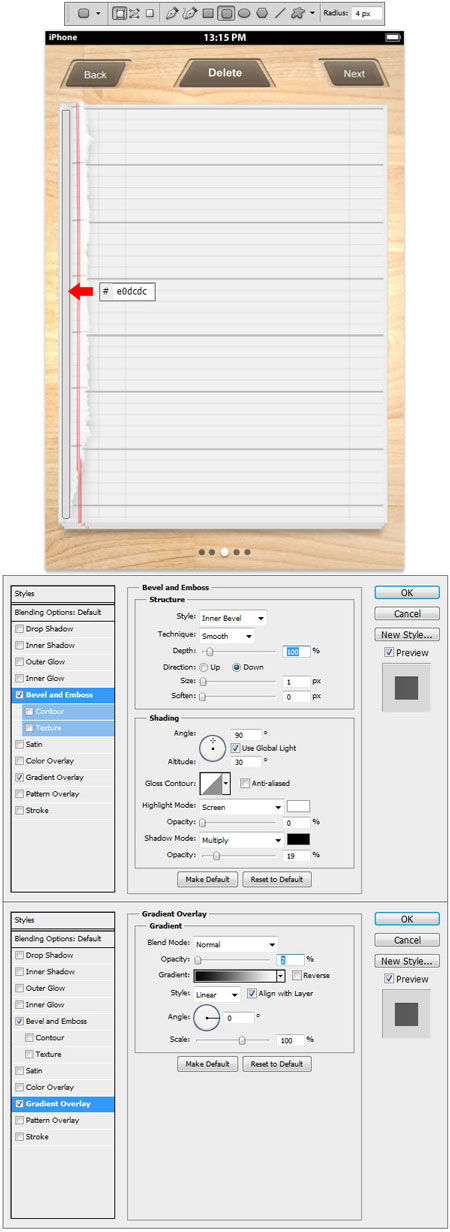 Radius: 4 px
iPhone 13:15 PM
Back Delete Next
# e0dcdc
Styles
Blending Options: Default
Drop Shadow
Inner Shadow
Outer Glow
Inner Glow
Bevel and Emboss
Contour
Texture
Satin
Color Overlay
Gradient Overlay
Pattern Overlay
Stroke
Bevel and Emboss
Structure
Style: Inner Bevel
Technique: Smooth
Depth: 100 %
Direction: Up Down
Size: 1 px
Soften: 0 px
Shading
Angle: 90 °
Use Global Light
Altitude: 30 °
Gloss Contour: Anti-aliased
Highlight Mode: Screen
Opacity: 0 %
Shadow Mode: Multiply
Opacity: 19 %
Make Default Reset to Default
OK
Cancel
New Style...
Preview
Styles
Blending Options: Default
Drop Shadow
Inner Shadow
Outer Glow
Inner Glow
Bevel and Emboss
Contour
Texture
Satin
Color Overlay
Gradient Overlay
Pattern Overlay
Stroke
Gradient Overlay
Gradient
Blend Mode: Normal
Opacity: 2 %
Gradient: Reverse
Style: Linear Align with Layer
Angle: 0 °
Scale: 100 %
Make Default Reset to Default
OK
Cancel
New Style...
Preview